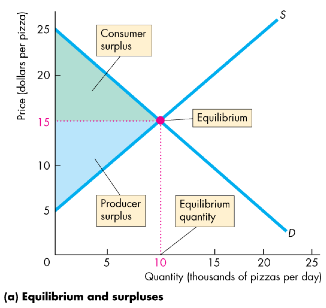 Price (dollars per pizza)
25
20
15
10
5
0
S
Consumer
surplus
Equilibrium
Producer
surplus
Equilibrium
quantity
D
5
10
15
20
25
Quantity (thousands of pizzas per day)
(a) Equilibrium and surpluses